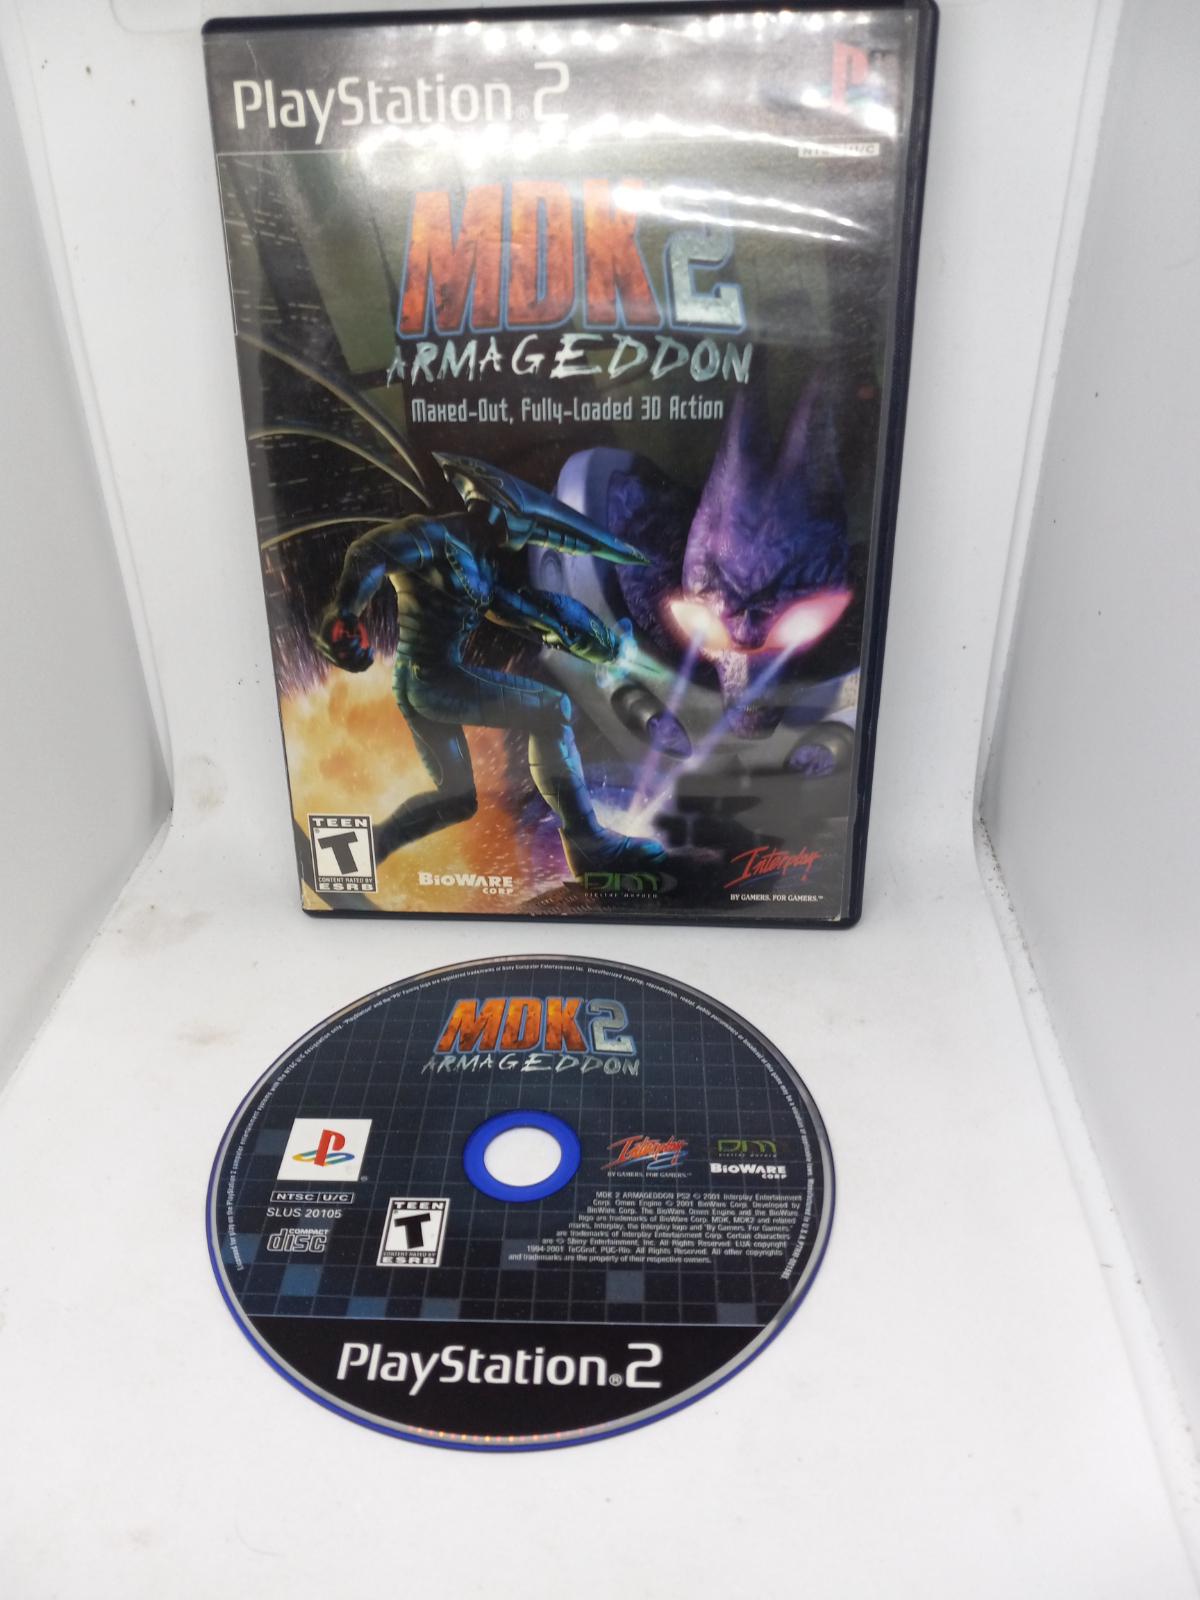 PlayStation®2
NTSC U/C
MDK2
ARMAGEDDON
Maxed-Out, Fully-Loaded 3D Action
TEEN
T
CONTENT RATED BY
ESRB
BIOWARE
CORP
Interplay
BY GAMERS. FOR GAMERS.™
MDK2
ARMAGEDDON
NTSC U/C
SLUS 20105
COMPACT
disc
TEEN
T
CONTENT RATED BY
ESRB
Interplay
BY GAMERS. FOR GAMERS.™
BIOWARE
CORP
MDK 2 ARMAGEDDON PS2 © 2001 Interplay Entertainment
Corp. Omen Engine © 2001 BioWare Corp. Developed by
BioWare Corp. The BioWare Omen Engine and the BioWare
logo are trademarks of BioWare Corp. MDK, MDK2 and related
marks, Interplay, the Interplay logo and "By Gamers. For Gamers."
are trademarks of Interplay Entertainment Corp. Certain characters
are © Shiny Entertainment, Inc. All Rights Reserved. LUA copyright
1994-2001 TeCGraf, PUC-Rio. All Rights Reserved. All other copyrights
and trademarks are the property of their respective owners.
PlayStation®2